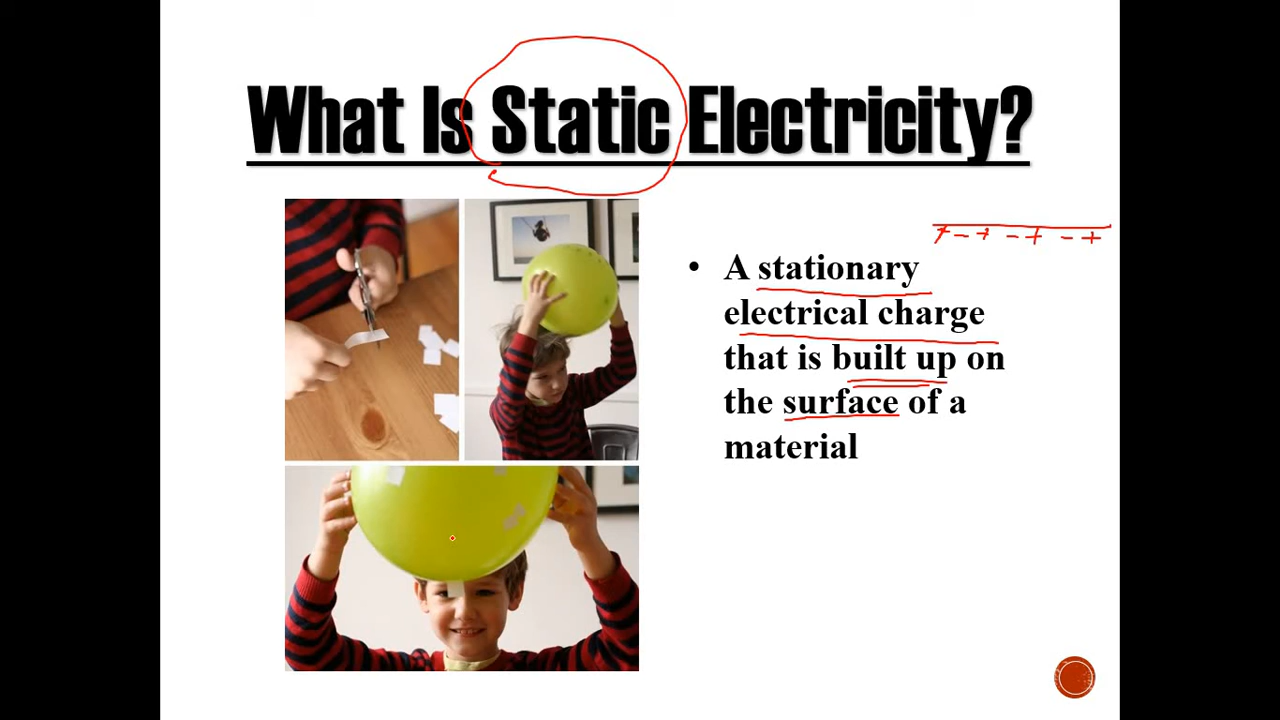 What Is Static Electricity?
+ - + - + - +
• A stationary
electrical charge
that is built up on
the surface of a
material